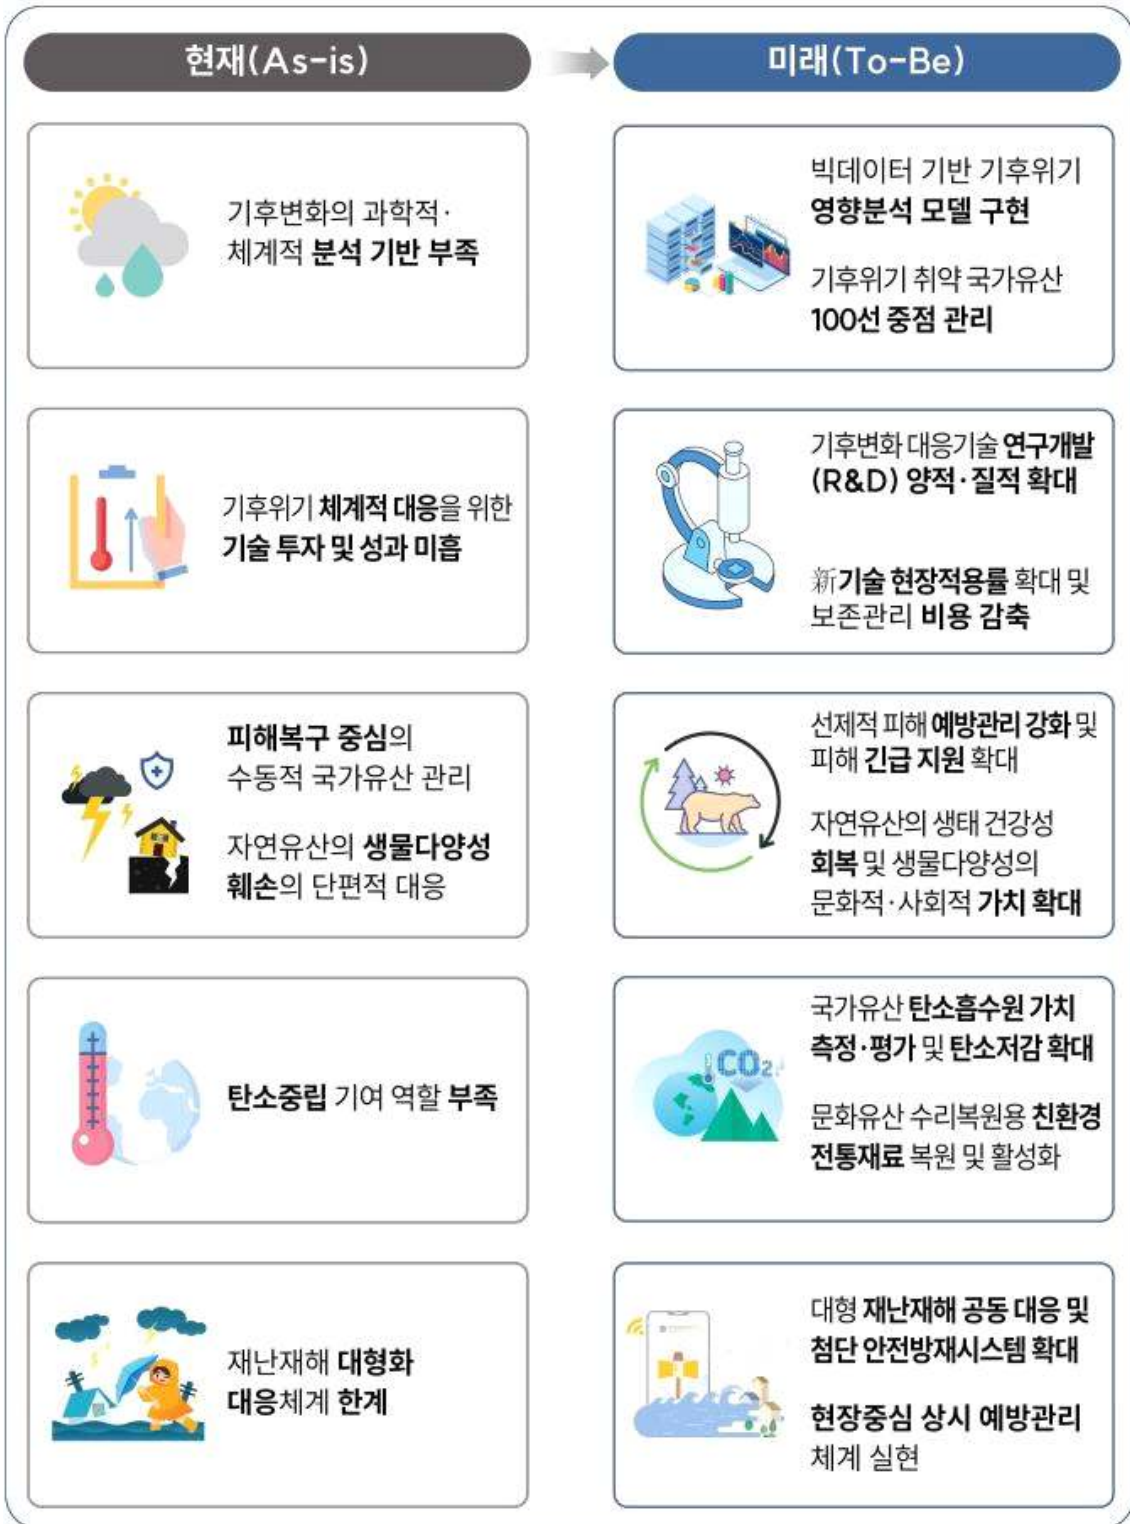 현재(As-is)
미래(To-Be)
기후변화의 과학적·
체계적 분석 기반 부족
빅데이터 기반 기후위기
영향분석 모델 구현
기후위기 취약 국가유산
100선 중점 관리
기후위기 체계적 대응을 위한
기술 투자 및 성과 미흡
기후변화 대응기술 연구개발
(R&D) 양적·질적 확대
新기술 현장적용률 확대 및
보존관리 비용 감축
피해복구 중심의
수동적 국가유산 관리
자연유산의 생물다양성
훼손의 단편적 대응
선제적 피해 예방관리 강화 및
피해 긴급 지원 확대
자연유산의 생태 건강성
회복 및 생물다양성의
문화적·사회적 가치 확대
탄소중립 기여 역할 부족
CO₂
국가유산 탄소흡수원 가치
측정·평가 및 탄소저감 확대
문화유산 수리복원용 친환경
전통재료 복원 및 활성화
재난재해 대형화
대응체계 한계
대형 재난재해 공동 대응 및
첨단 안전방재시스템 확대
현장중심 상시 예방관리
체계 실현